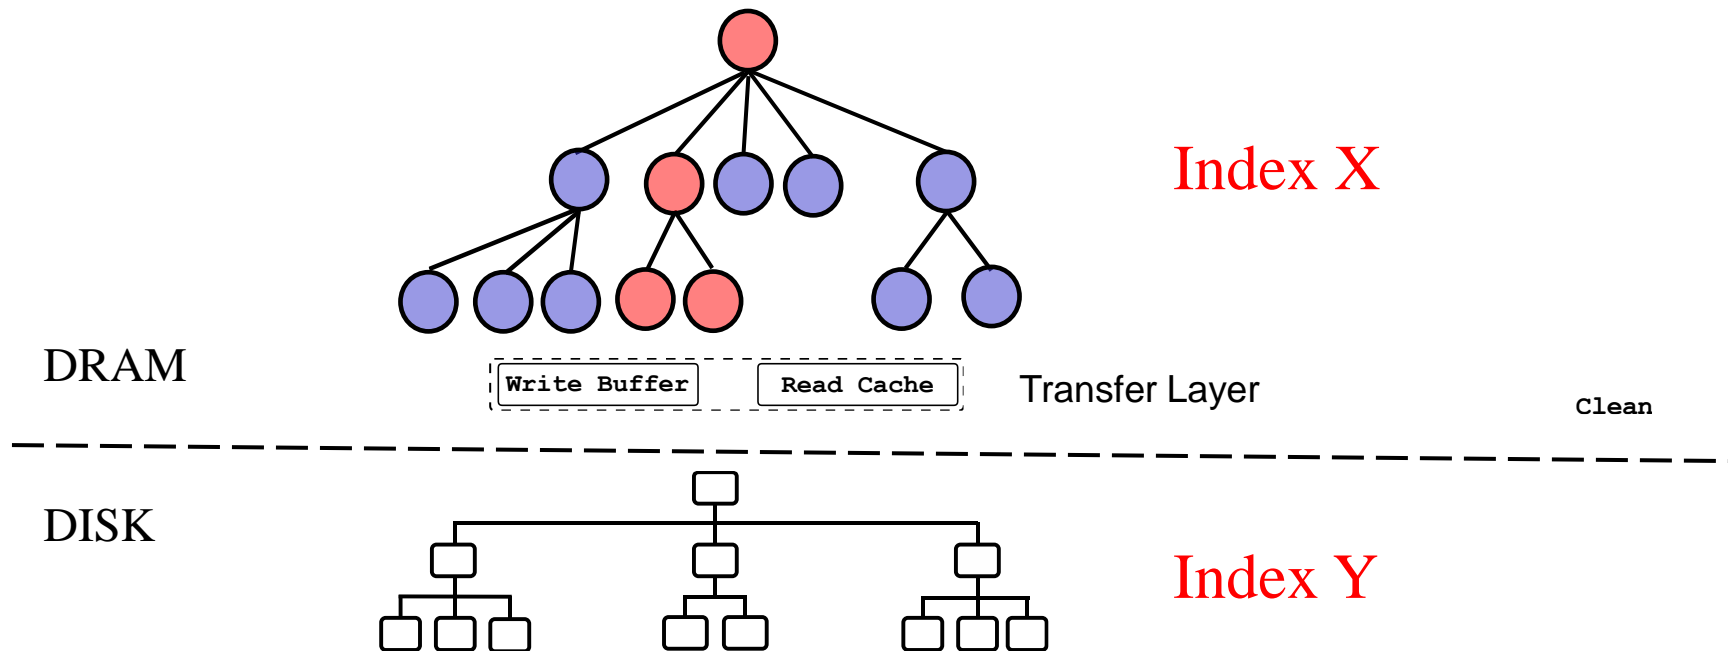 Index X
DRAM
Write Buffer
Read Cache
Transfer Layer
Clean
DISK
Index Y